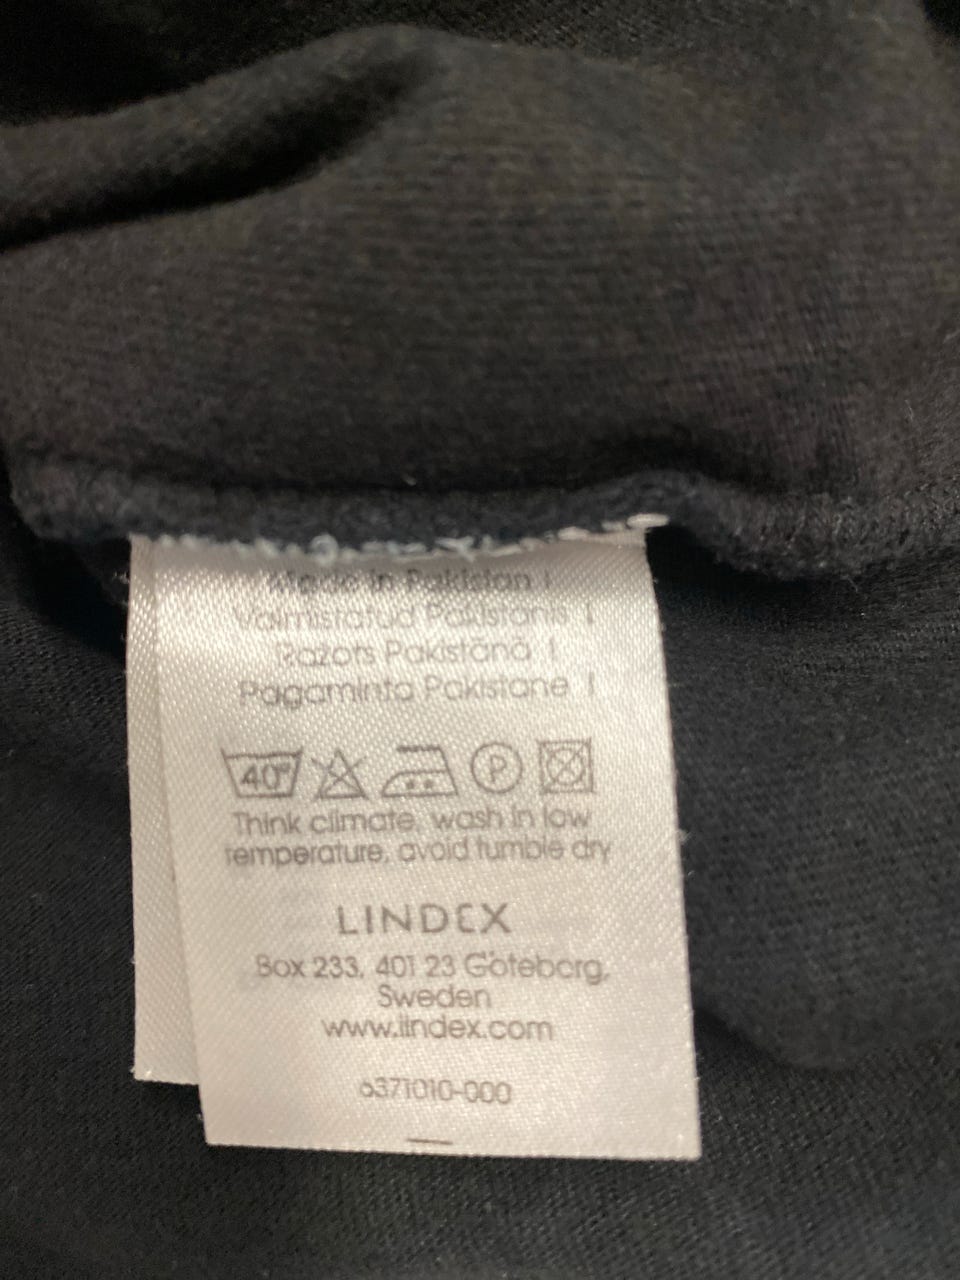 Made in Pakistan |
Valmistatud Pakistanis |
Ražots Pakistānā |
Pagaminta Pakistane |
40° P
Think climate, wash in low
temperature, avoid tumble dry
LINDEX
Box 233, 401 23 Göteborg,
Sweden
www.lindex.com
6371010-000